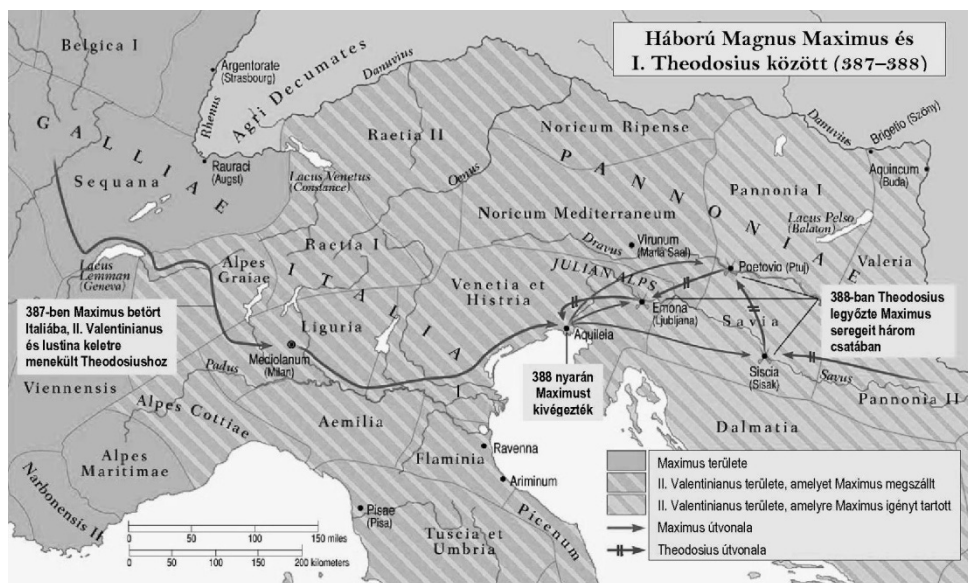 Háború Magnus Maximus és
I. Theodosius között (387–388)
Belgica I
Argentorate
(Strasbourg)
Rhenus
Agri Decumates
Danuvius
GALLIAE
Sequana
Rauraci
(Augst)
Lacus Venetus
(Constance)
Raetia II
Oenus
Noricum Ripense
PANNONIAE
Danuvius
Brigetio (Szőny)
Aquincum
(Buda)
Pannonia I
Lacus Pelso
(Balaton)
Valeria
Noricum Mediterraneum
Virunum
(Maria Saal)
Dravus
JULIAN ALPS
Poetovio (Ptuj)
Raetia I
Alpes
Graiae
ITALIA
Lacus
Lemman
(Geneva)
Venetia et
Histria
Emona
(Ljubljana)
Savia
387-ben Maximus betört
Italiába, II. Valentinianus
és Iustina keletre
menekült Theodosiushoz
388-ban Theodosius
legyőzte Maximus
seregeit három
csatában
Liguria
Mediolanum
(Milan)
Aquileia
Siscia
(Sisak)
Savus
Pannonia II
388 nyarán
Maximust
kivégezték
Viennensis
Padus
Alpes Cottiae
Aemilia
Dalmatia
Alpes
Maritimae
Flaminia
Ravenna
Ariminum
Narbonensis II
Pisae
(Pisa)
Tuscia et
Umbria
Picenum
0 50 100 150 miles
0 50 100 150 200 kilometers
Maximus területe
II. Valentinianus területe, amelyet Maximus megszállt
II. Valentinianus területe, amelyre Maximus igényt tartott
Maximus útvonala
Theodosius útvonala